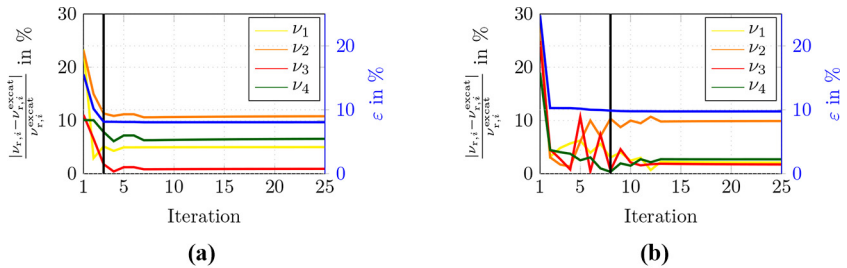 30
20
10
0
|ν_{r,i}−ν_{r,i}^{excat}|
ν_{r,i}^{excat}
in %
ν_1
ν_2
ν_3
ν_4
20
10
0
ε in %
1 5 10 15 20 25
Iteration
(a)
30
20
10
0
|ν_{r,i}−ν_{r,i}^{excat}|
ν_{r,i}^{excat}
in %
ν_1
ν_2
ν_3
ν_4
20
10
0
ε in %
1 5 10 15 20 25
Iteration
(b)